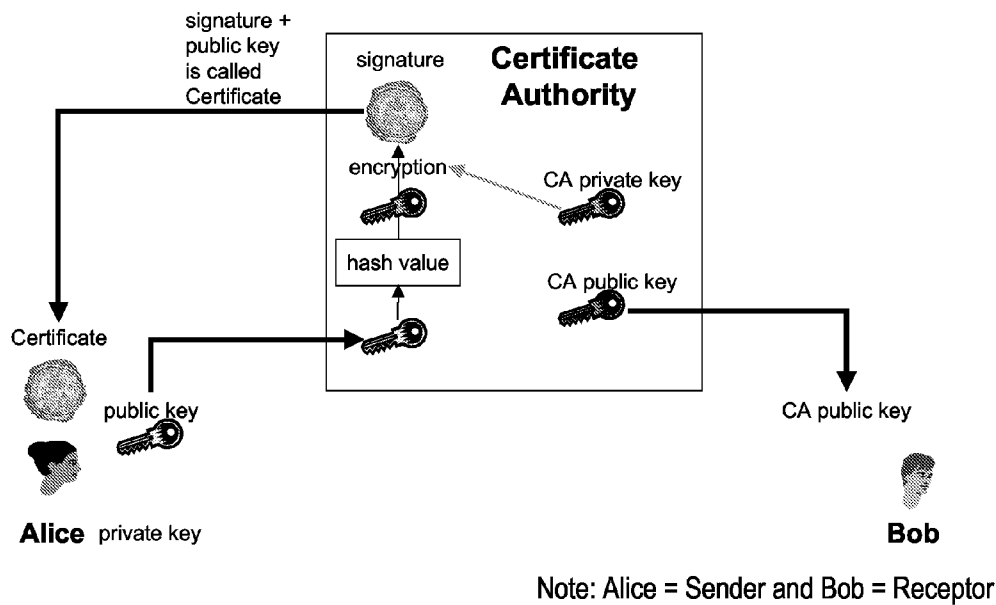 signature +
public key
is called
Certificate
signature
Certificate
Authority
encryption
CA private key
hash value
CA public key
Certificate
public key
CA public key
Alice private key
Bob
Note: Alice = Sender and Bob = Receptor